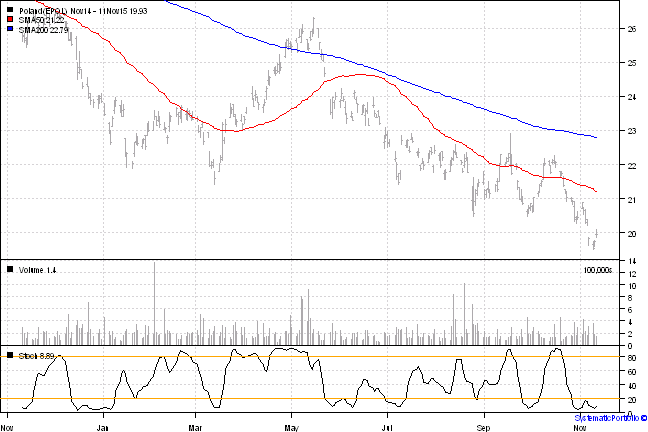 Poland (EPOL) Nov14 - 11Nov15 19.93
SMA50 21.22
SMA200 22.79
26
25
24
23
22
21
20
Volume 1.4
100,000s
14
12
10
8
6
4
2
0
Stoch 8.89
80
60
40
20
0
Nov Jan Mar May Jul Sep Nov
SystematicPortfolio ©